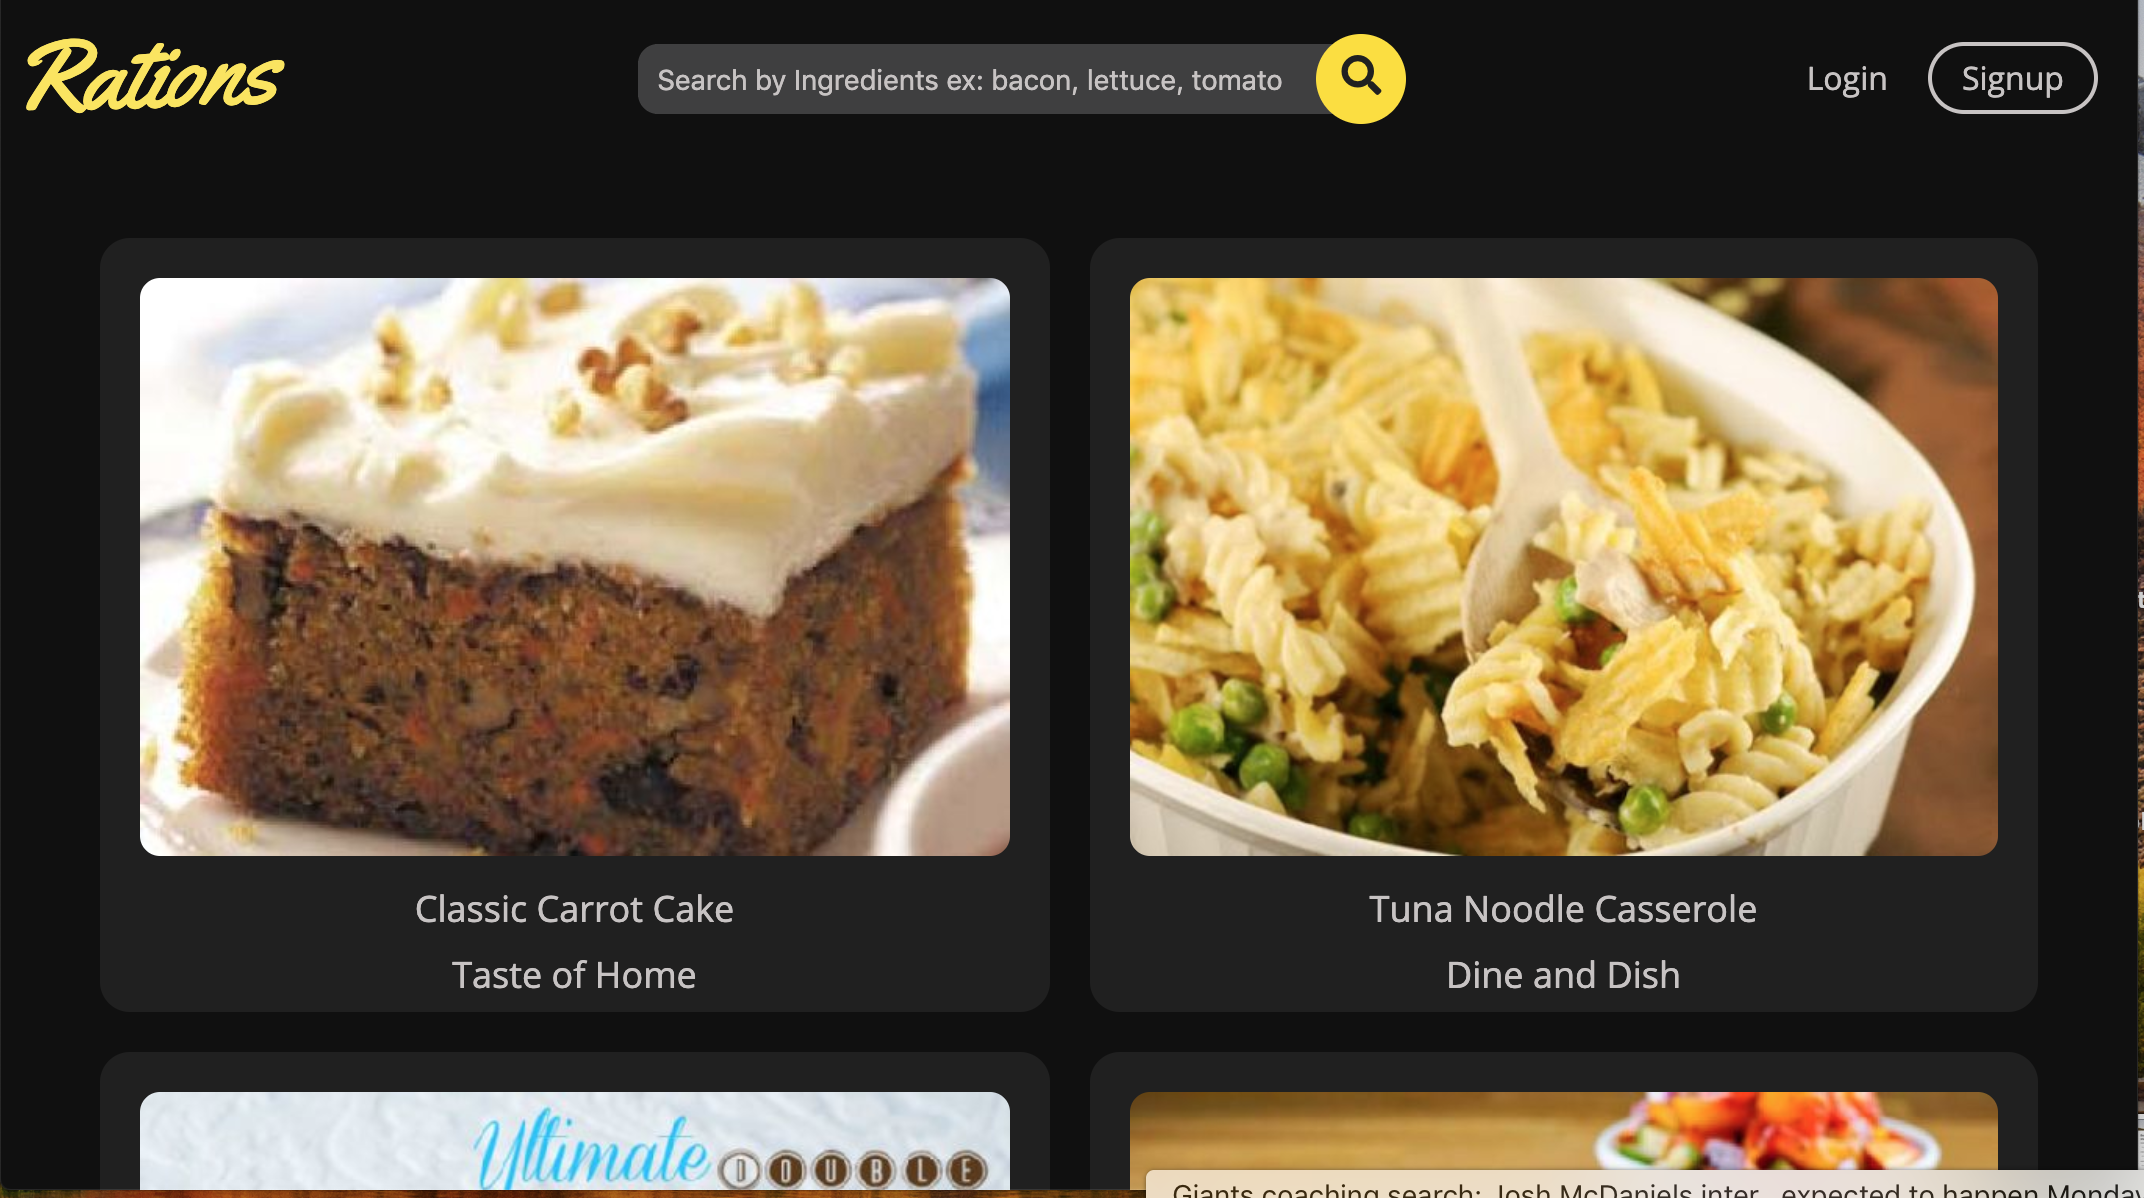 Rations
Search by Ingredients ex: bacon, lettuce, tomato
Login
Signup
Classic Carrot Cake
Taste of Home
Tuna Noodle Casserole
Dine and Dish
Ultimate DOUBLE
Giants coaching search: Josh McDaniels inter... expected to happen Monday